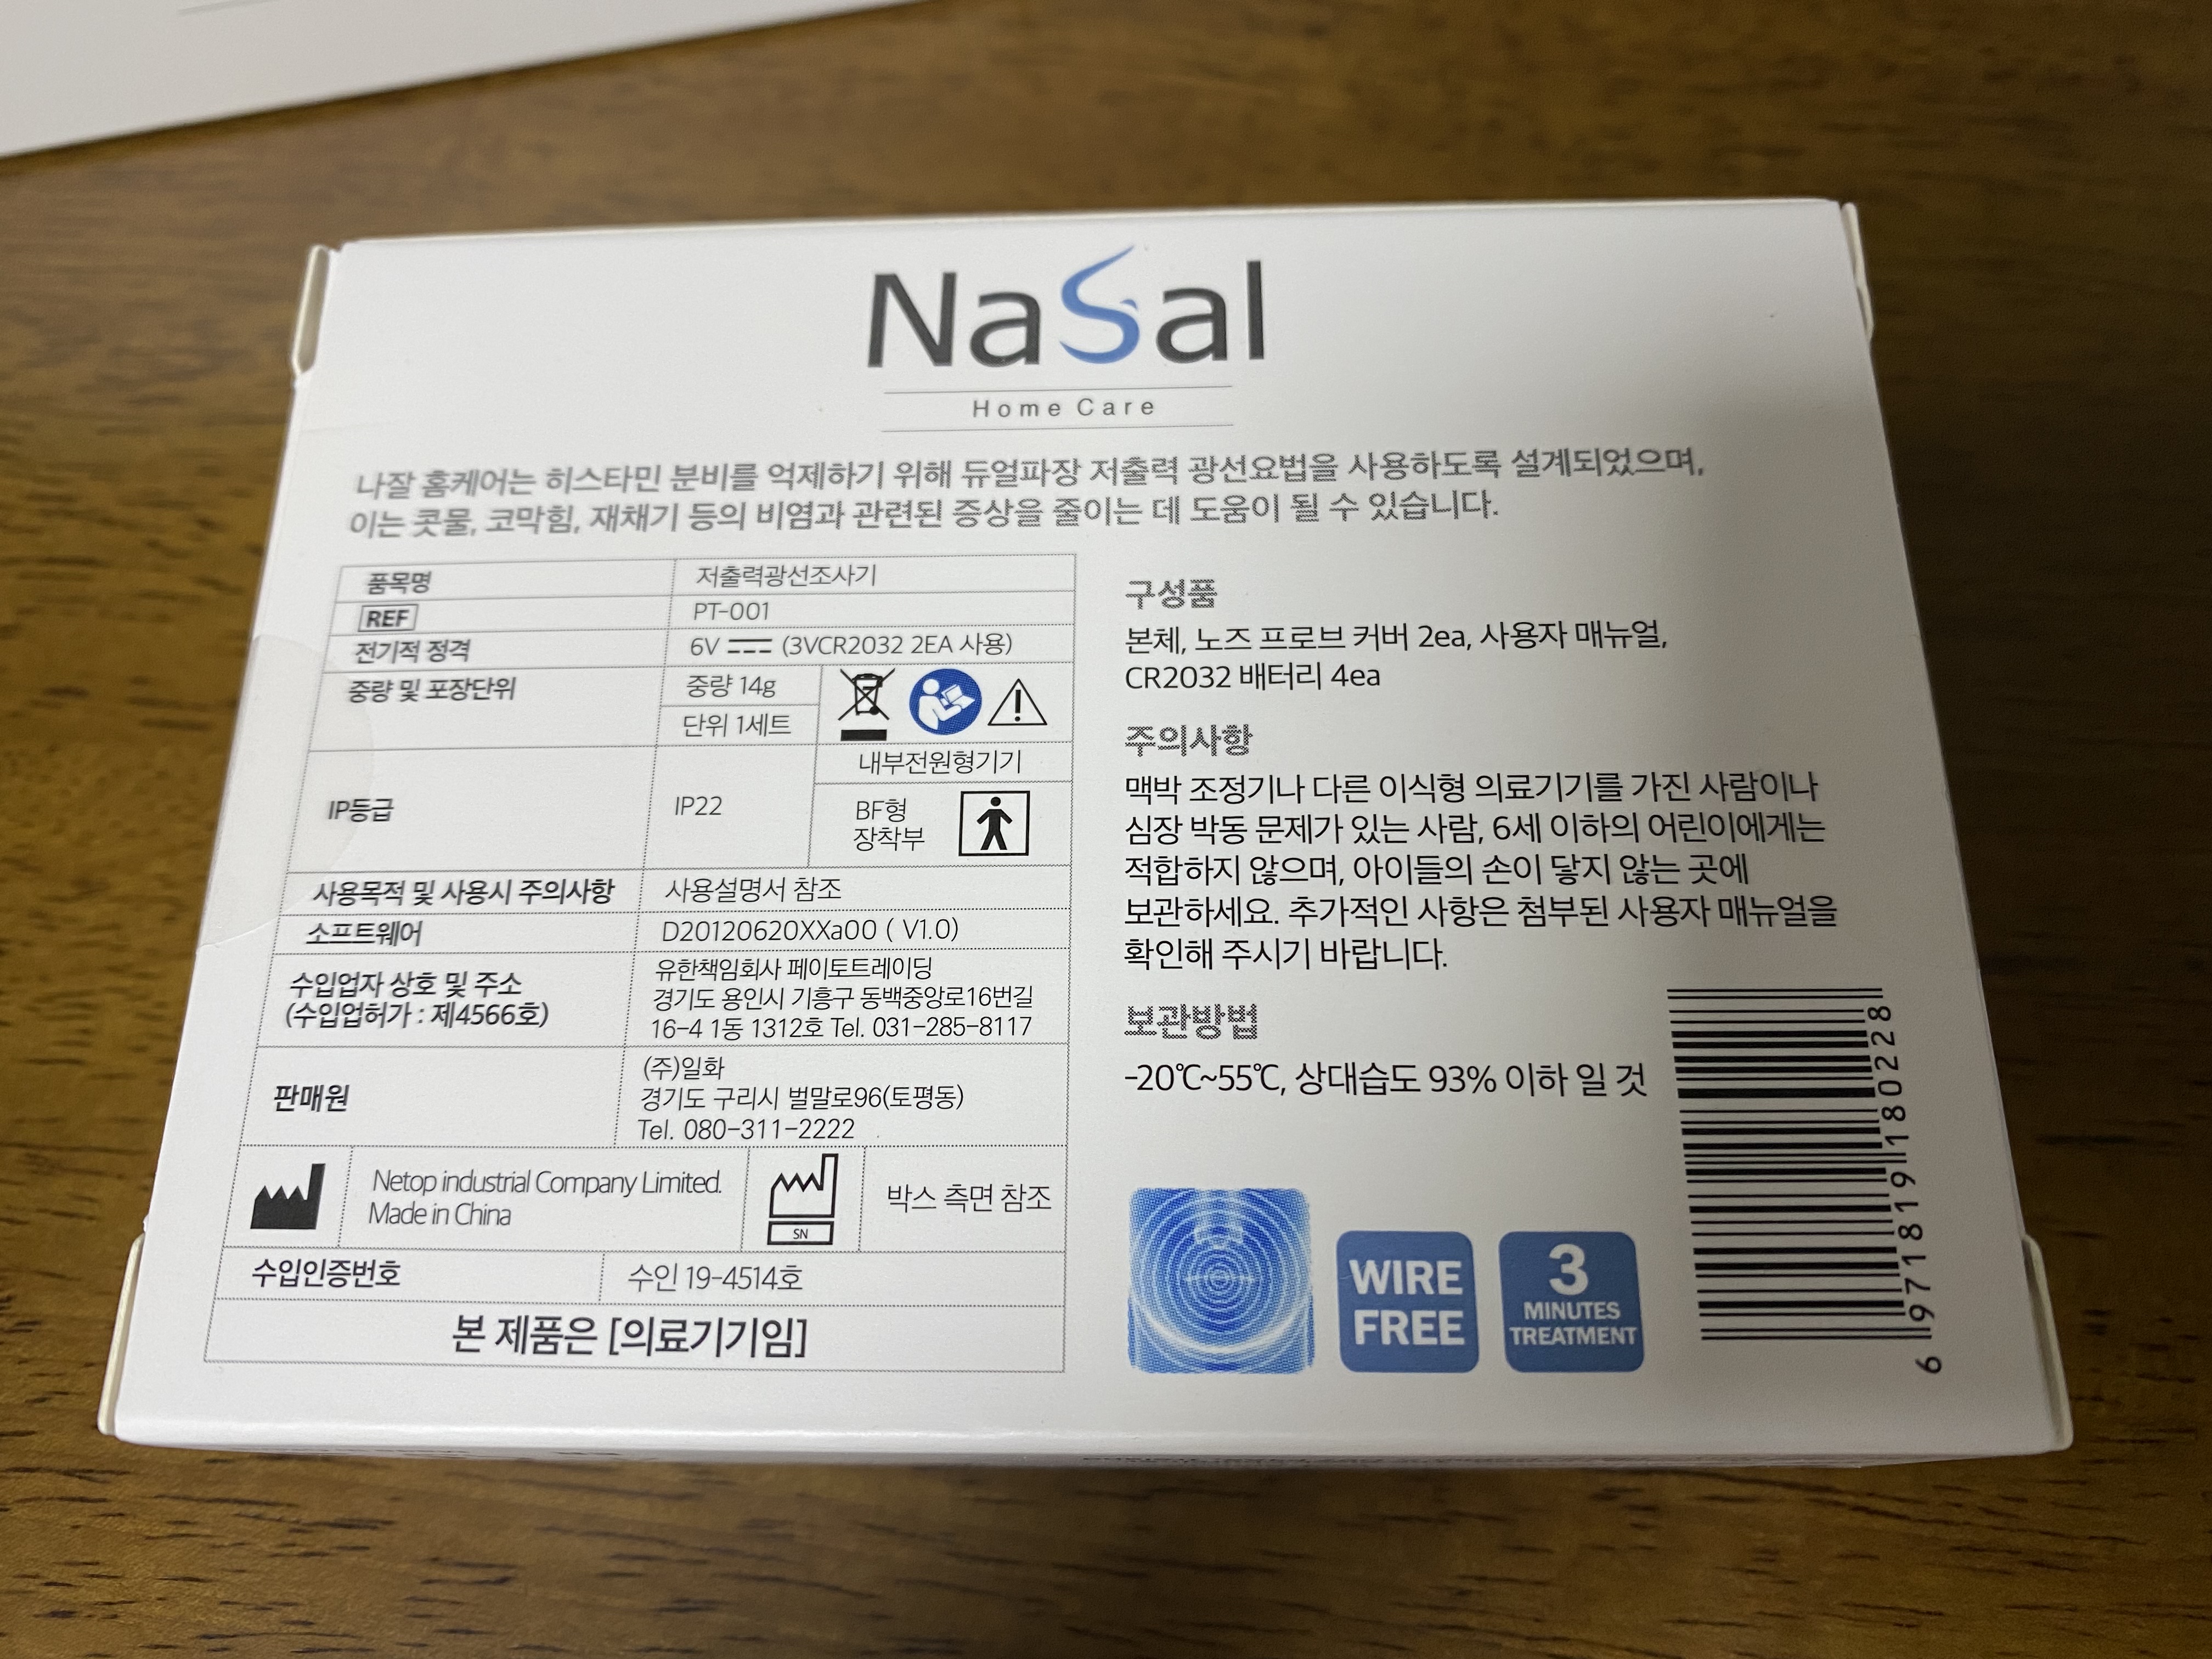 NaSal
Home Care
나잘 홈케어는 히스타민 분비를 억제하기 위해 듀얼파장 저출력 광선요법을 사용하도록 설계되었으며,
이는 콧물, 코막힘, 재채기 등의 비염과 관련된 증상을 줄이는 데 도움이 될 수 있습니다.
품목명 저출력광선조사기
REF PT-001
전기적 정격 6V (3VCR2032 2EA 사용)
중량 및 포장단위 중량 14g
단위 1세트
IP등급 IP22
내부전원형기기
BF형
장착부
사용목적 및 사용시 주의사항 사용설명서 참조
소프트웨어 D20120620XXa00 ( V1.0)
수입업자 상호 및 주소
(수입업허가 : 제4566호)
유한책임회사 페이토트레이딩
경기도 용인시 기흥구 동백중앙로16번길
16-4 1동 1312호 Tel. 031-285-8117
판매원
(주)일화
경기도 구리시 벌말로96(토평동)
Tel. 080-311-2222
Netop industrial Company Limited.
Made in China
SN
박스 측면 참조
수입인증번호 수인 19-4514호
본 제품은 [의료기기임]
구성품
본체, 노즈 프로브 커버 2ea, 사용자 매뉴얼,
CR2032 배터리 4ea
주의사항
맥박 조정기나 다른 이식형 의료기기를 가진 사람이나
심장 박동 문제가 있는 사람, 6세 이하의 어린이에게는
적합하지 않으며, 아이들의 손이 닿지 않는 곳에
보관하세요. 추가적인 사항은 첨부된 사용자 매뉴얼을
확인해 주시기 바랍니다.
보관방법
-20℃~55℃, 상대습도 93% 이하 일 것
WIRE
FREE
3
MINUTES
TREATMENT
6 971819 180228